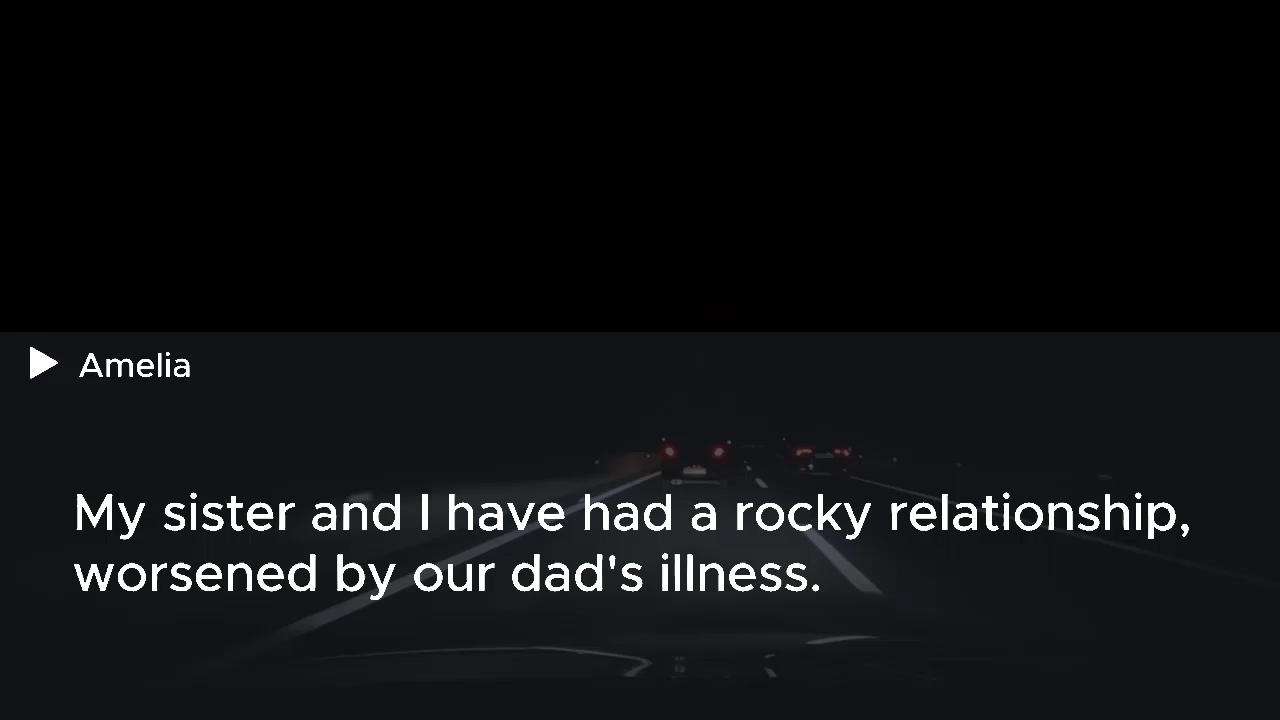 Amelia
My sister and I have had a rocky relationship,
worsened by our dad's illness.